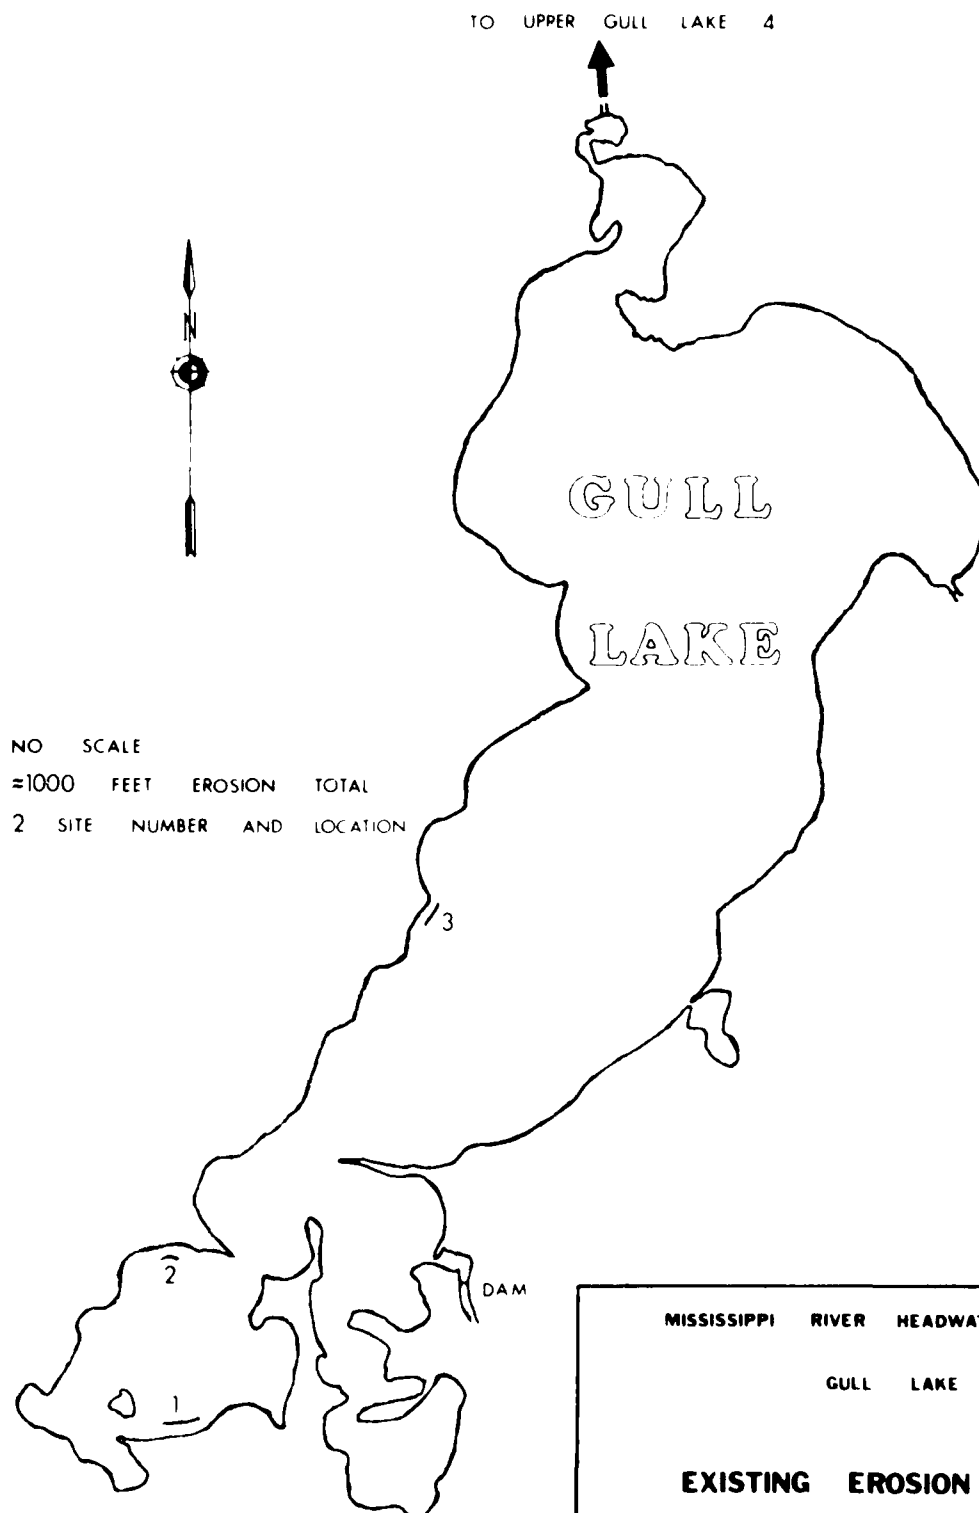 TO UPPER GULL LAKE 4
N
GULL
LAKE
NO SCALE
≈1000 FEET EROSION TOTAL
2 SITE NUMBER AND LOCATION
3
2
DAM
1
MISSISSIPPI RIVER HEADWAT
GULL LAKE
EXISTING EROSION